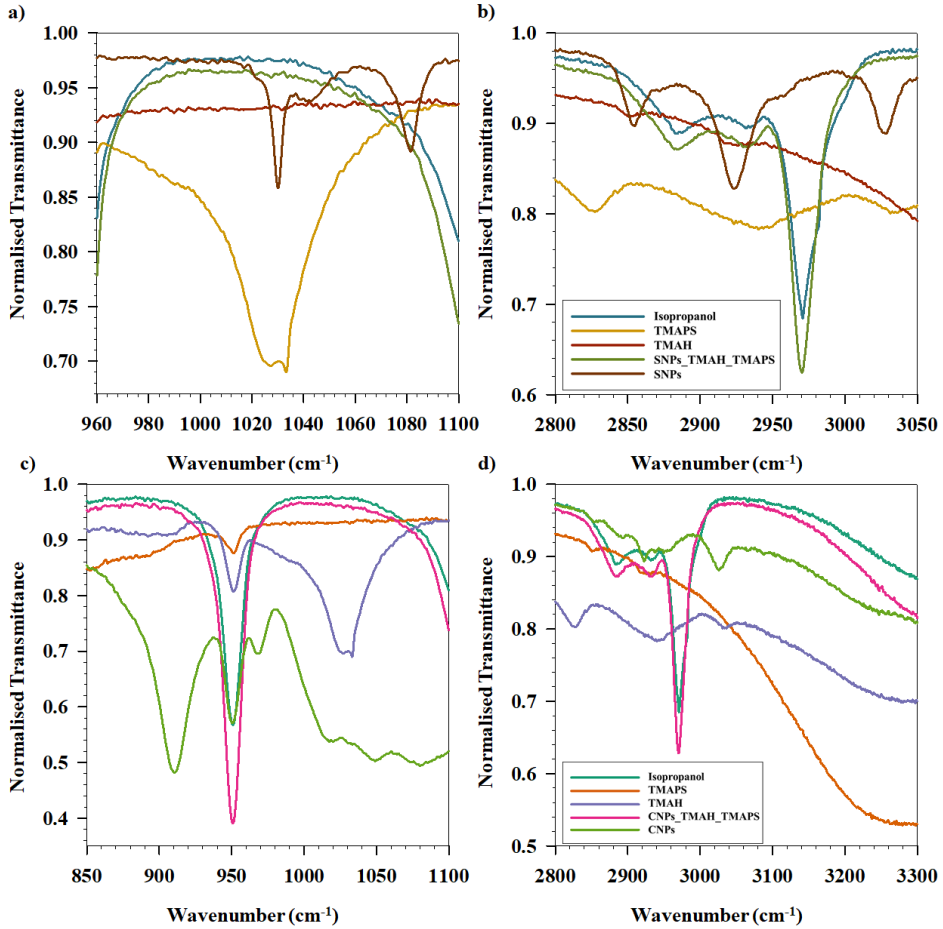 a)
1.00
0.95
0.90
0.85
0.80
0.75
0.70
Normalised Transmittance
960 980 1000 1020 1040 1060 1080 1100
Wavenumber (cm-1)
b)
1.0
0.9
0.8
0.7
0.6
Normalised Transmittance
Isopropanol
TMAPS
TMAH
SNPs_TMAH_TMAPS
SNPs
2800 2850 2900 2950 3000 3050
Wavenumber (cm-1)
c)
1.0
0.9
0.8
0.7
0.6
0.5
0.4
Normalised Transmittance
850 900 950 1000 1050 1100
Wavenumber (cm-1)
d)
1.0
0.9
0.8
0.7
0.6
0.5
Normalised Transmittance
Isopropanol
TMAPS
TMAH
CNPs_TMAH_TMAPS
CNPs
2800 2900 3000 3100 3200 3300
Wavenumber (cm-1)